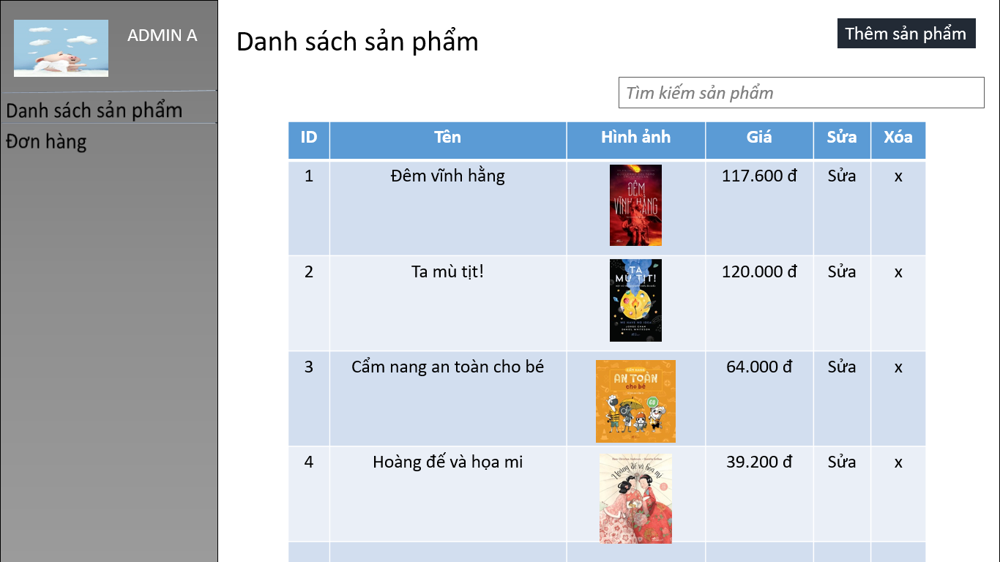 ADMIN A
Danh sách sản phẩm
Đơn hàng
Danh sách sản phẩm
Thêm sản phẩm
Tìm kiếm sản phẩm
ID Tên Hình ảnh Giá Sửa Xóa
1 Đêm vĩnh hằng 117.600 đ Sửa x
ĐÊM
VĨNH HẰNG
2 Ta mù tịt! 120.000 đ Sửa x
TA
MÙ TỊT!
WE HAVE NO IDEA
JORGE CHAM
DANIEL WHITESON
3 Cẩm nang an toàn cho bé 64.000 đ Sửa x
CẨM NANG
AN TOÀN
cho bé
GO
4 Hoàng đế và họa mi 39.200 đ Sửa x
Hoàng đế và họa mi